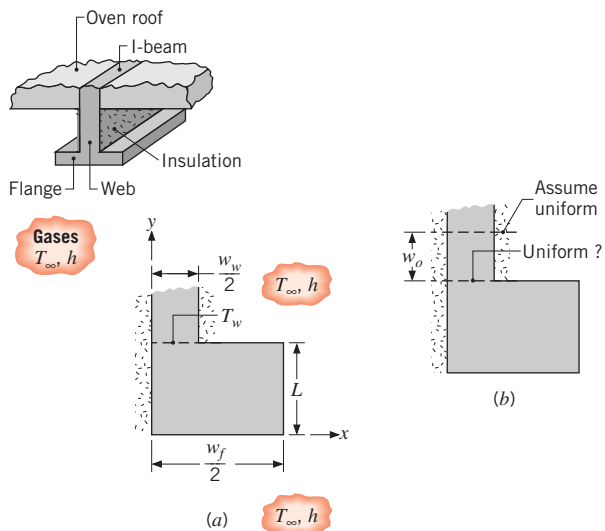 Oven roof
I-beam
Insulation
Flange
Web
Gases
T∞, h
y
w_w
2
T∞, h
T_w
L
x
w_f
2
(a)
T∞, h
Assume
uniform
w_o
Uniform ?
(b)